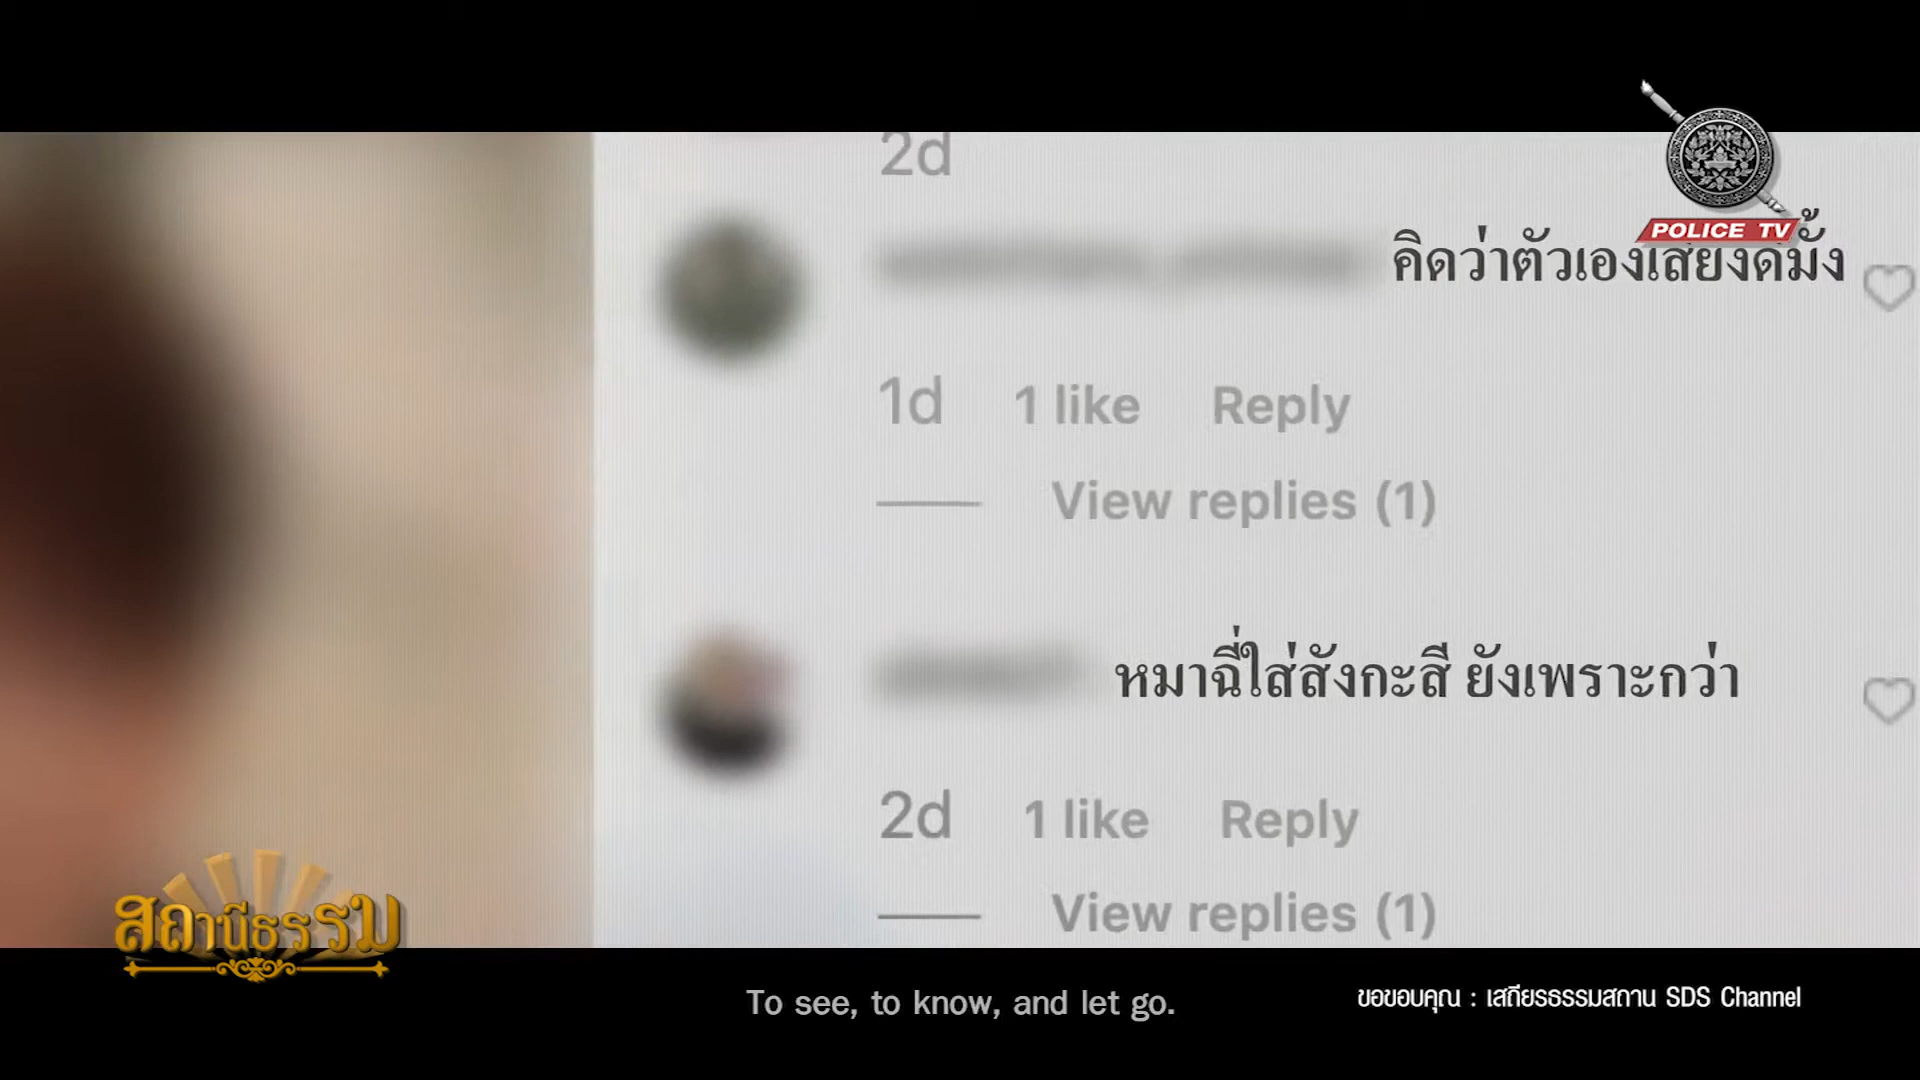 2d
POLICE TV
คิดว่าตัวเองเสียงดีมั้ง
1d 1 like Reply
View replies (1)
หมาฉี่ใส่สังกะสี ยังเพราะกว่า
2d 1 like Reply
View replies (1)
สถานีธรรม
To see, to know, and let go.
ขอขอบคุณ : เสถียรธรรมสถาน SDS Channel